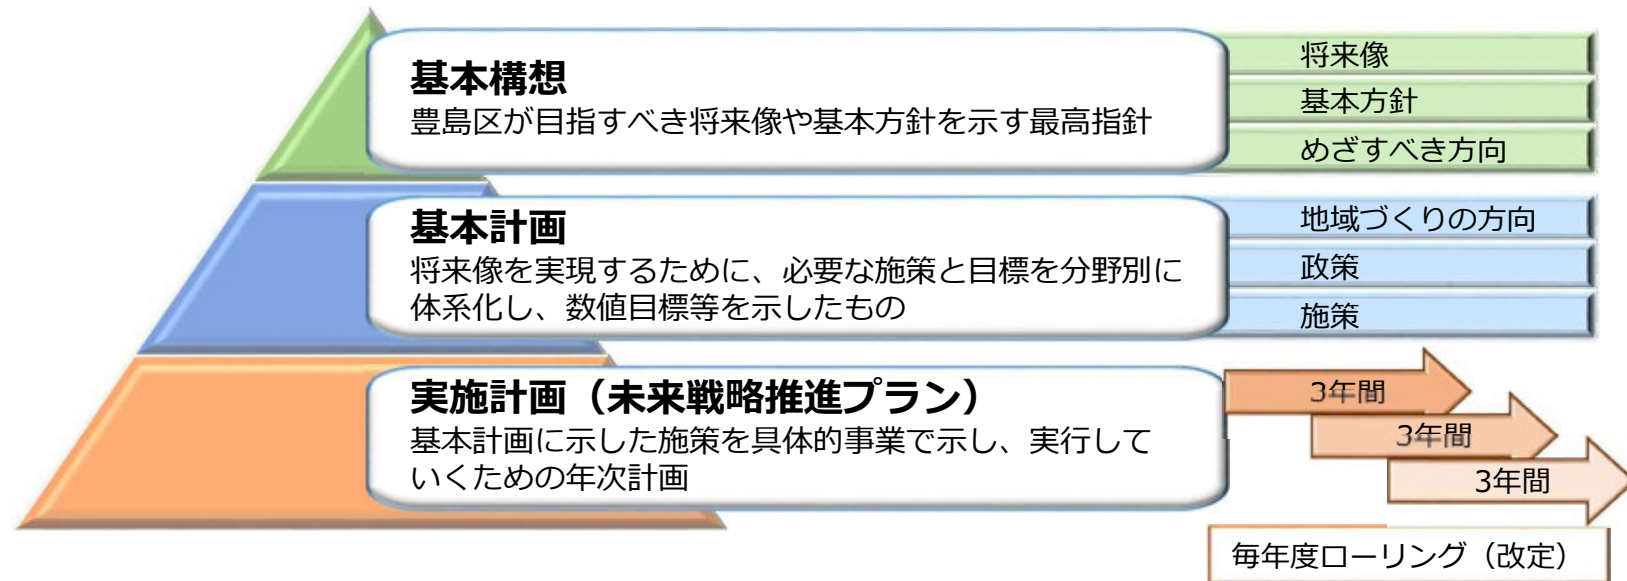 基本構想
豊島区が目指すべき将来像や基本方針を示す最高指針
将来像
基本方針
めざすべき方向
基本計画
将来像を実現するために、必要な施策と目標を分野別に
体系化し、数値目標等を示したもの
地域づくりの方向
政策
施策
実施計画（未来戦略推進プラン）
基本計画に示した施策を具体的事業で示し、実行して
いくための年次計画
3年間
3年間
3年間
毎年度ローリング（改定）